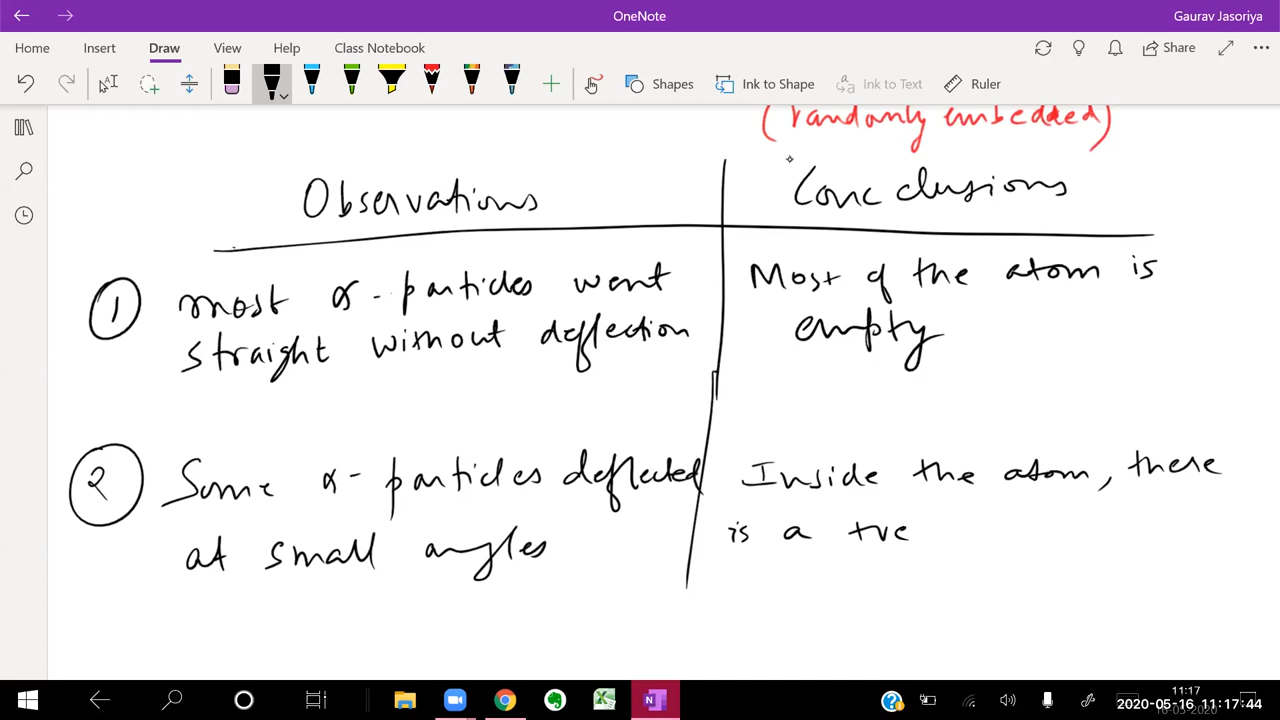 OneNote
Gaurav Jasoriya
Home Insert Draw View Help Class Notebook
Share
Shapes Ink to Shape Ink to Text Ruler
(randomly embedded)
Observations Conclusions
1 most α-particles went Most of the atom is
straight without deflection empty
2 Some α-particles deflected Inside the atom, there
at small angles is a +ve
11:17
2020-05-16 11:17:44